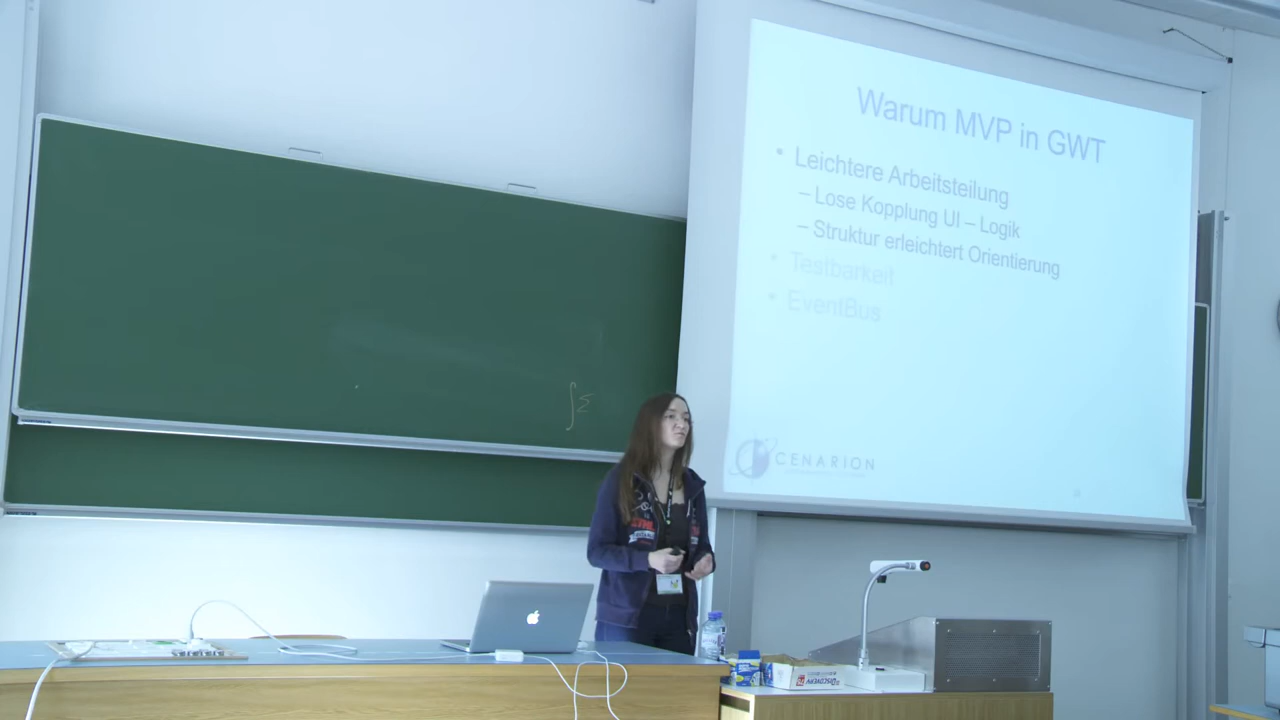 Warum MVP in GWT
• Leichtere Arbeitsteilung
– Lose Kopplung UI – Logik
– Struktur erleichtert Orientierung
• Testbarkeit
• EventBus
CENARION
∫Σ